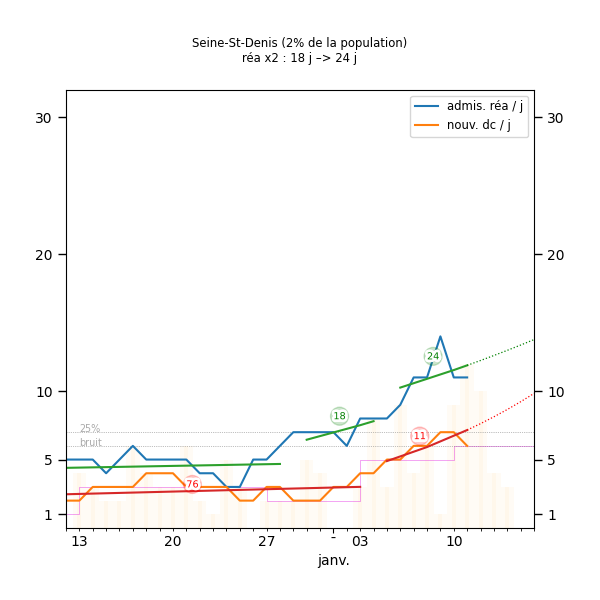 Seine-St-Denis (2% de la population)
réa x2 : 18 j –> 24 j
admis. réa / j
nouv. dc / j
30 30
20 20
10 10
5 5
1 1
25%
bruit
24
18
11
76
13 20 27 - 03 10
janv.